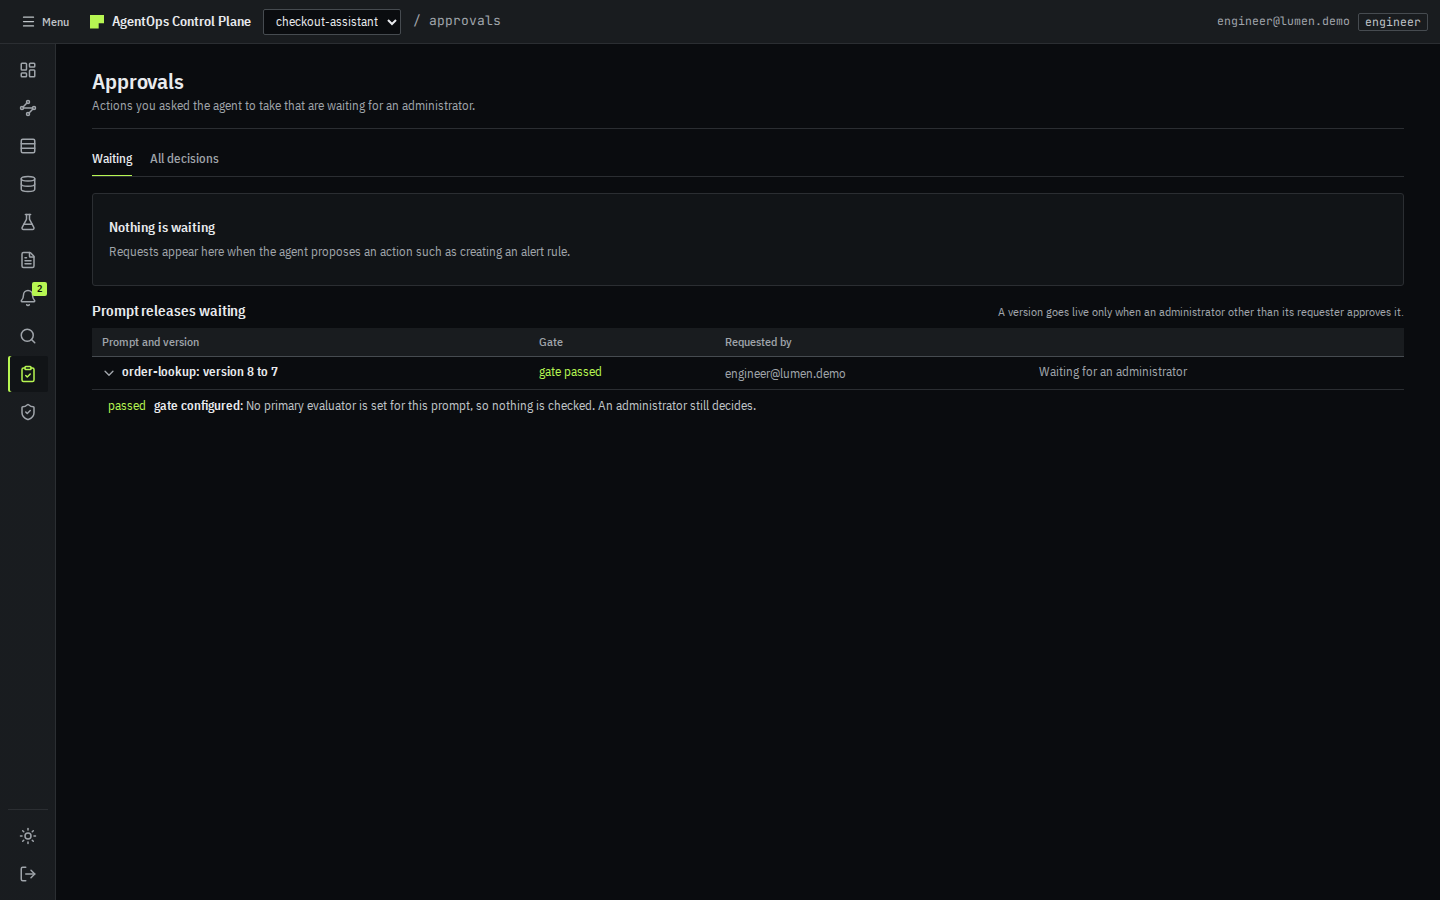 Menu
AgentOps Control Plane
checkout-assistant
/ approvals
engineer@lumen.demo
engineer
Approvals
Actions you asked the agent to take that are waiting for an administrator.
Waiting
All decisions
Nothing is waiting
Requests appear here when the agent proposes an action such as creating an alert rule.
2
Prompt releases waiting
A version goes live only when an administrator other than its requester approves it.
Prompt and version
Gate
Requested by
order-lookup: version 8 to 7
gate passed
engineer@lumen.demo
Waiting for an administrator
passed gate configured: No primary evaluator is set for this prompt, so nothing is checked. An administrator still decides.